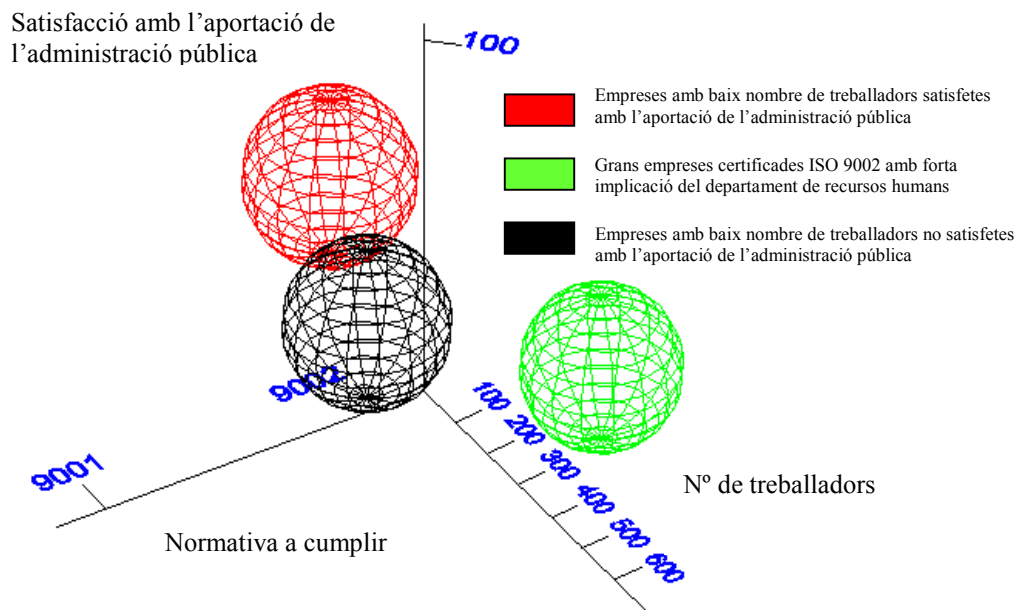 Satisfacció amb l’aportació de
l’administració pública
100
Empreses amb baix nombre de treballadors satisfetes
amb l’aportació de l’administració pública
Grans empreses certificades ISO 9002 amb forta
implicació del departament de recursos humans
Empreses amb baix nombre de treballadors no satisfetes
amb l’aportació de l’administració pública
9002
9001
100
200
300
400
500
600
Nº de treballadors
Normativa a cumplir